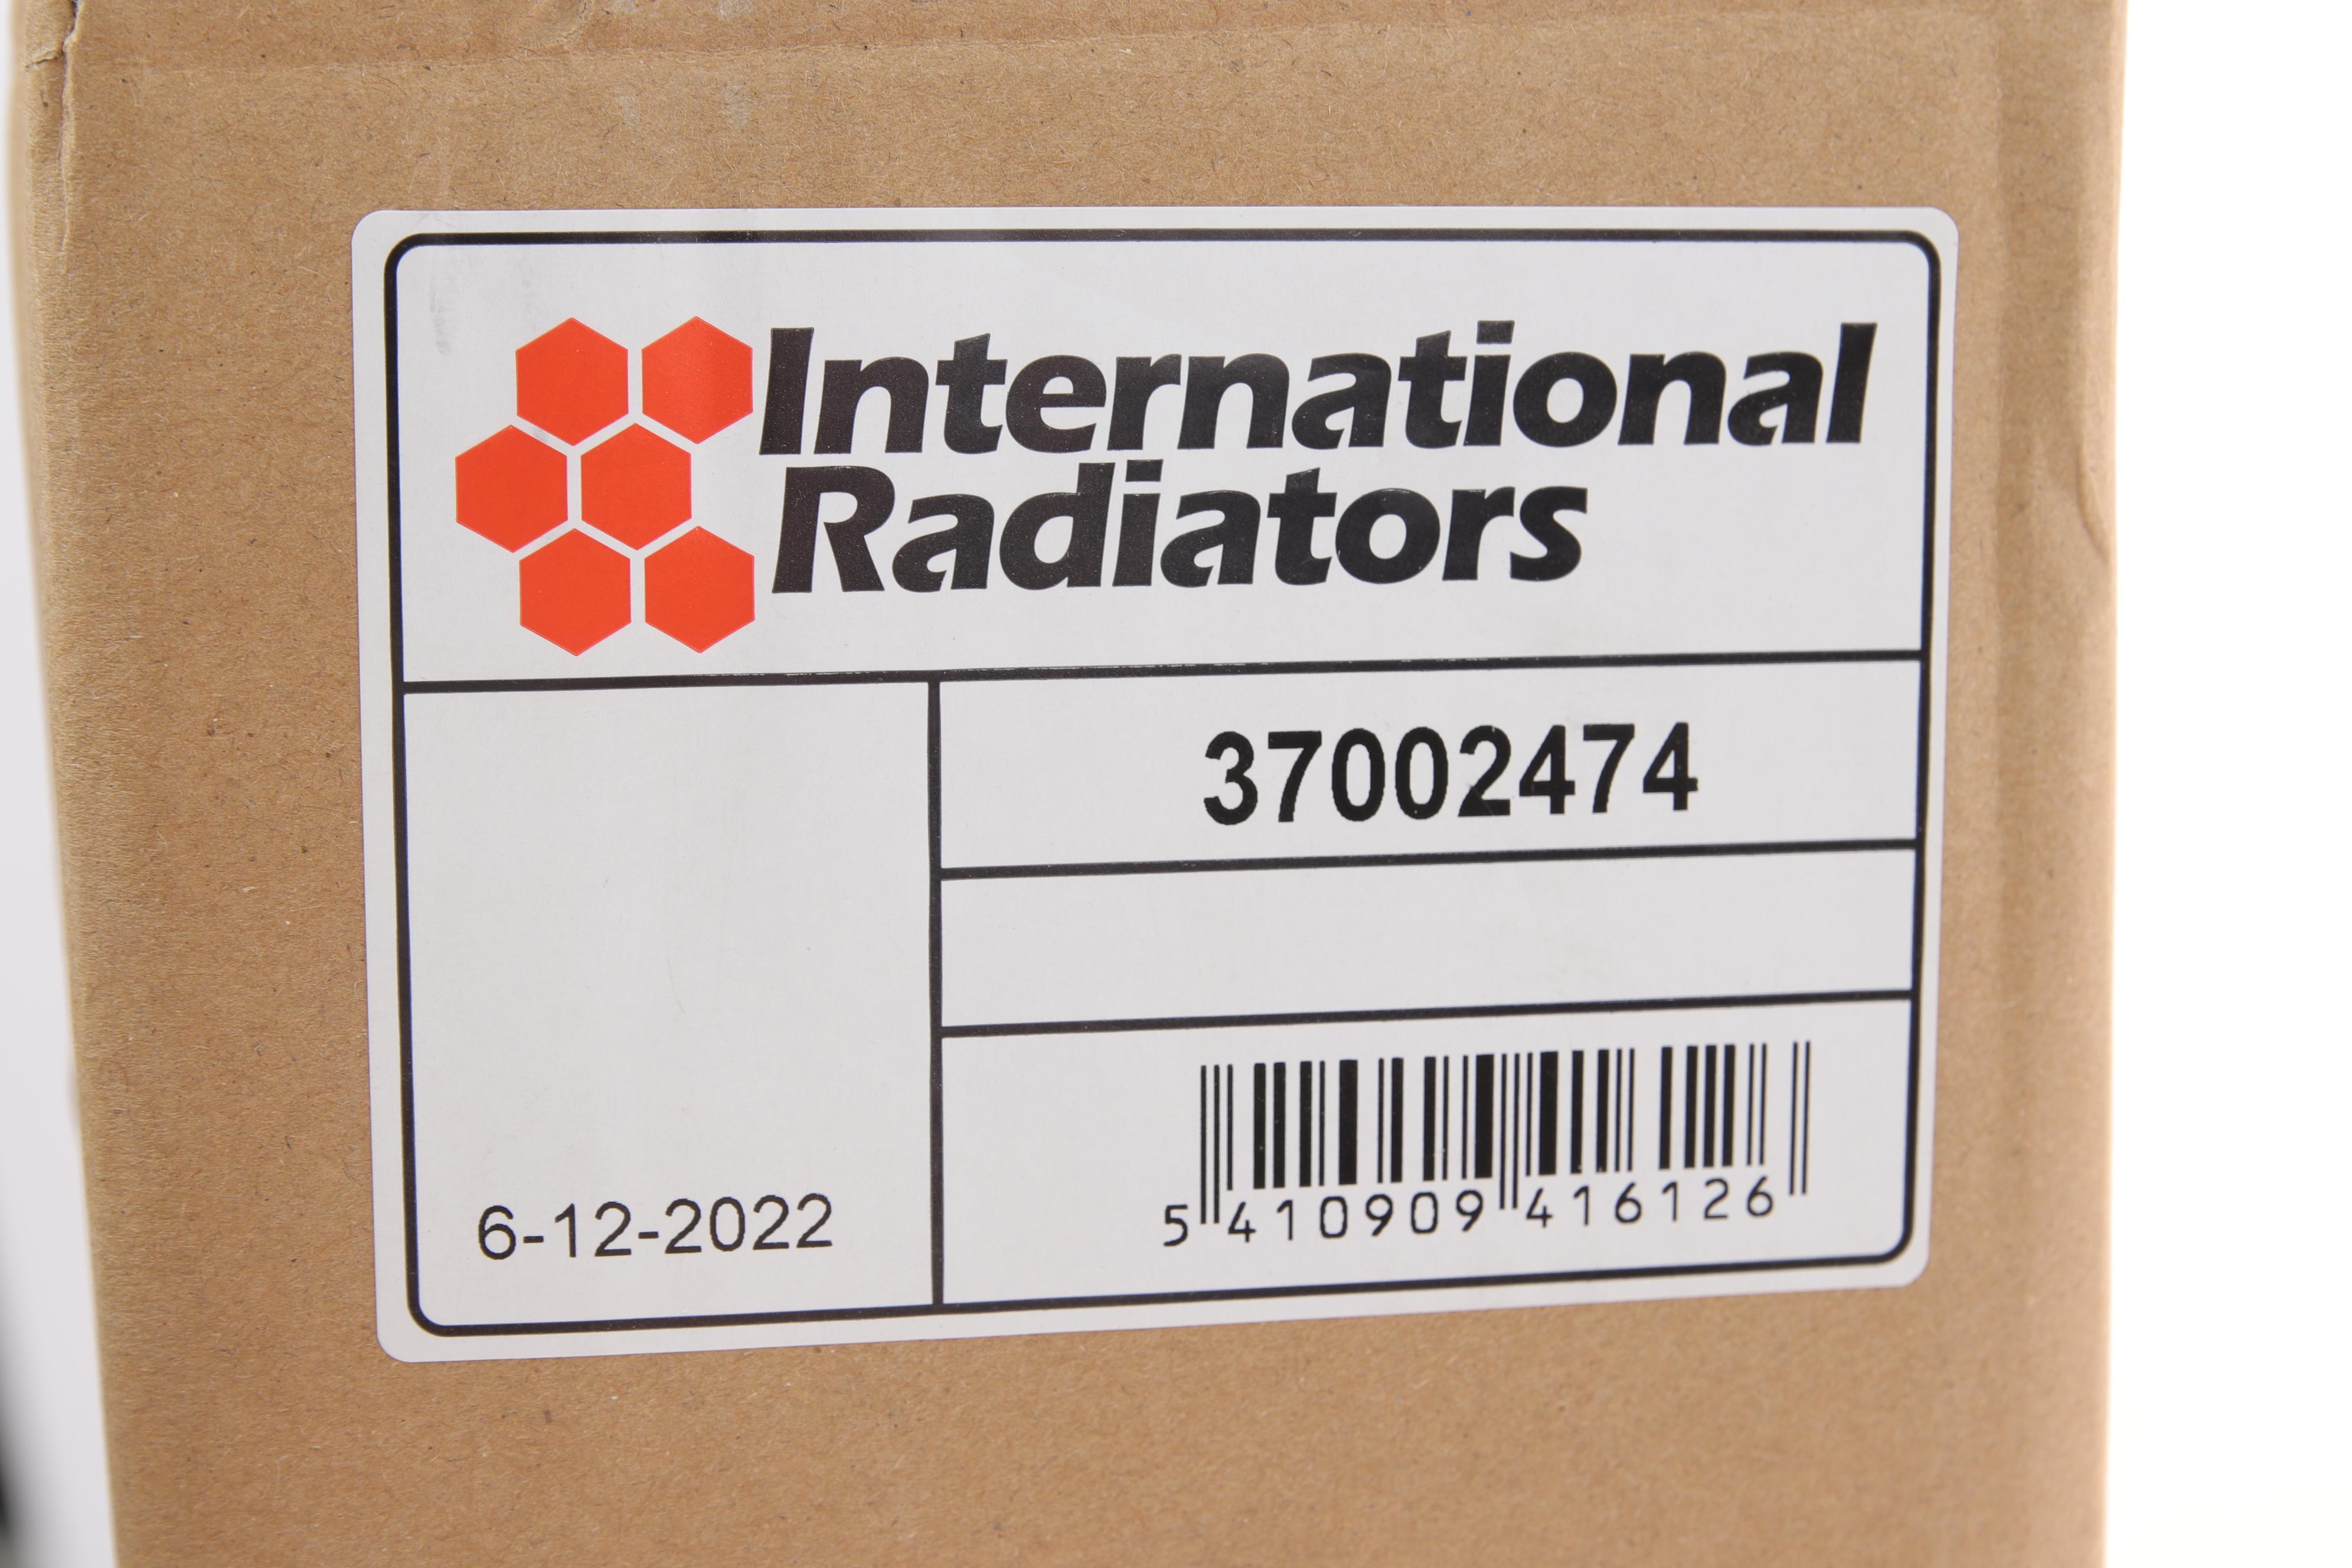 International
Radiators
37002474
6-12-2022
5 410909 416126